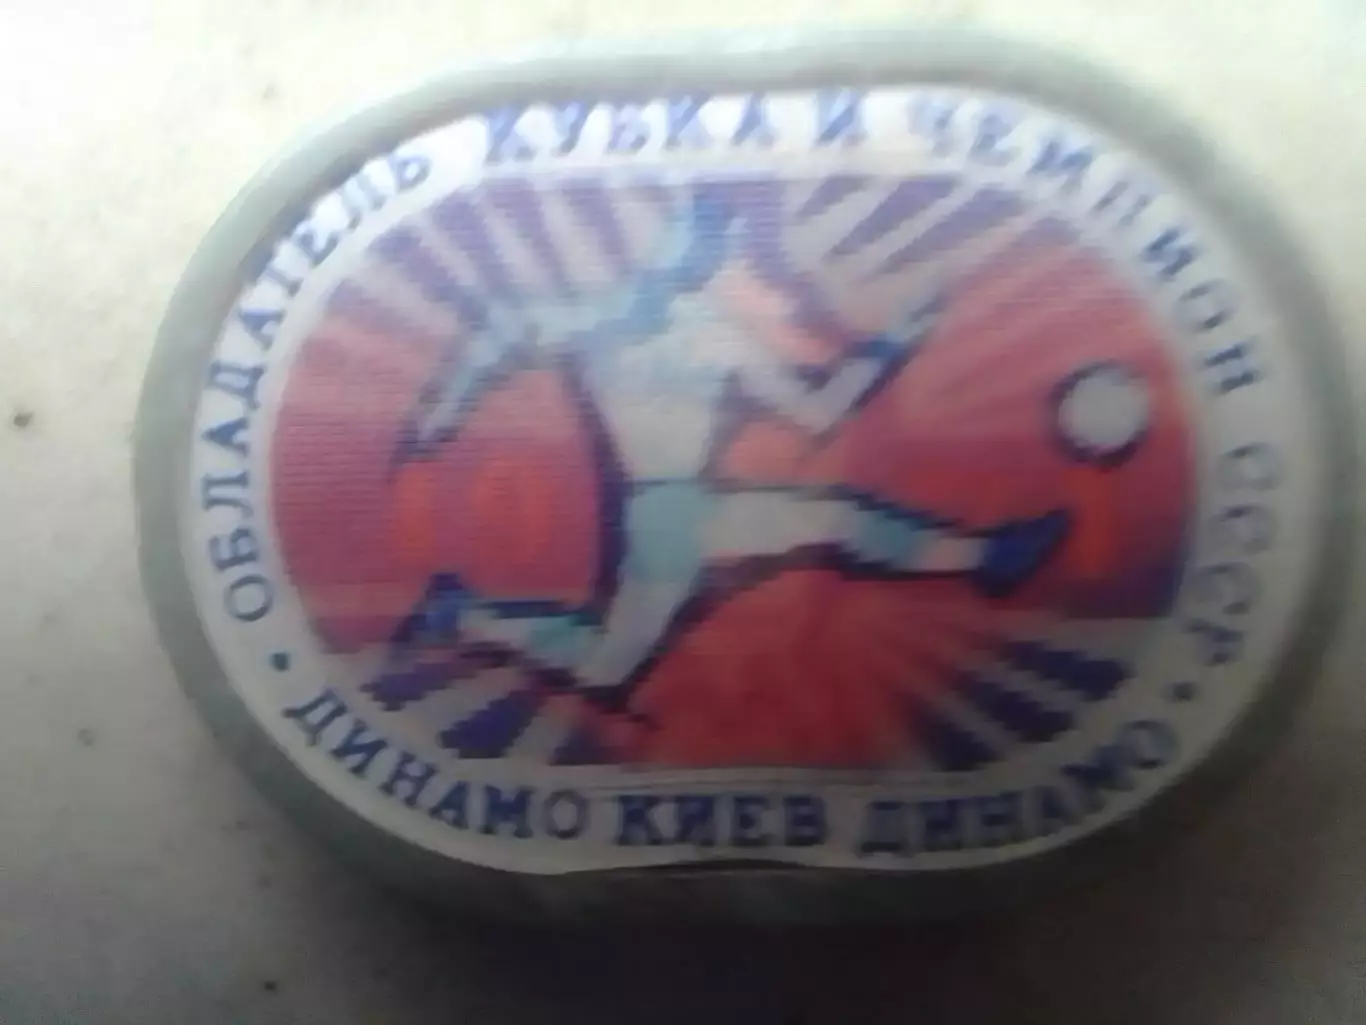 • ОБЛАДАТЕЛЬ КУБКА И ЧЕМПИОН СССР •
ДИНАМО КИЕВ ДИНАМО